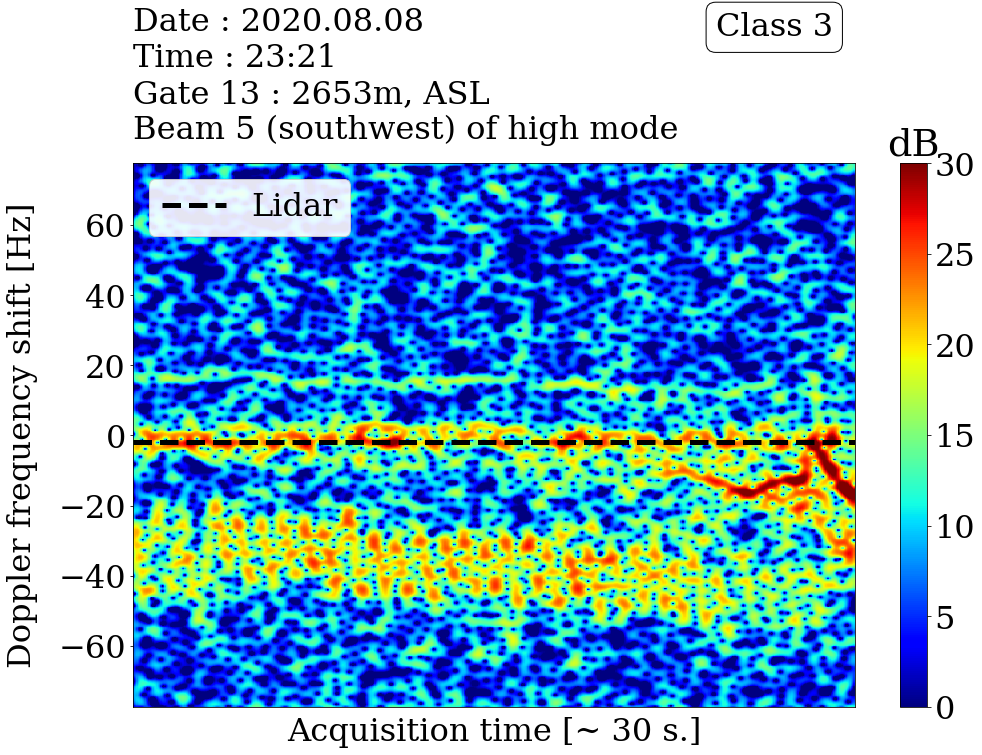 Date : 2020.08.08
Time : 23:21
Gate 13 : 2653m, ASL
Beam 5 (southwest) of high mode
Class 3
dB
Lidar
Doppler frequency shift [Hz]
60
40
20
0
−20
−40
−60
30
25
20
15
10
5
0
Acquisition time [~ 30 s.]